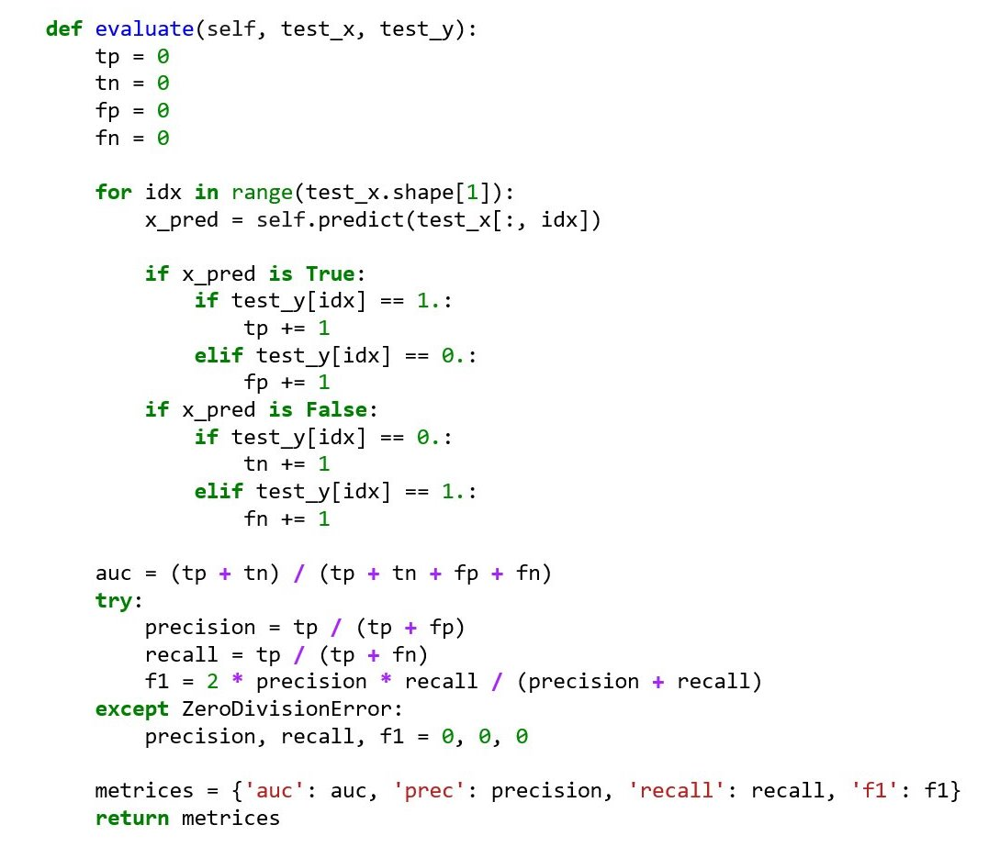 def evaluate(self, test_x, test_y):
    tp = 0
    tn = 0
    fp = 0
    fn = 0

    for idx in range(test_x.shape[1]):
        x_pred = self.predict(test_x[:, idx])

        if x_pred is True:
            if test_y[idx] == 1.:
                tp += 1
            elif test_y[idx] == 0.:
                fp += 1
        if x_pred is False:
            if test_y[idx] == 0.:
                tn += 1
            elif test_y[idx] == 1.:
                fn += 1

    auc = (tp + tn) / (tp + tn + fp + fn)
    try:
        precision = tp / (tp + fp)
        recall = tp / (tp + fn)
        f1 = 2 * precision * recall / (precision + recall)
    except ZeroDivisionError:
        precision, recall, f1 = 0, 0, 0

    metrices = {'auc': auc, 'prec': precision, 'recall': recall, 'f1': f1}
    return metrices